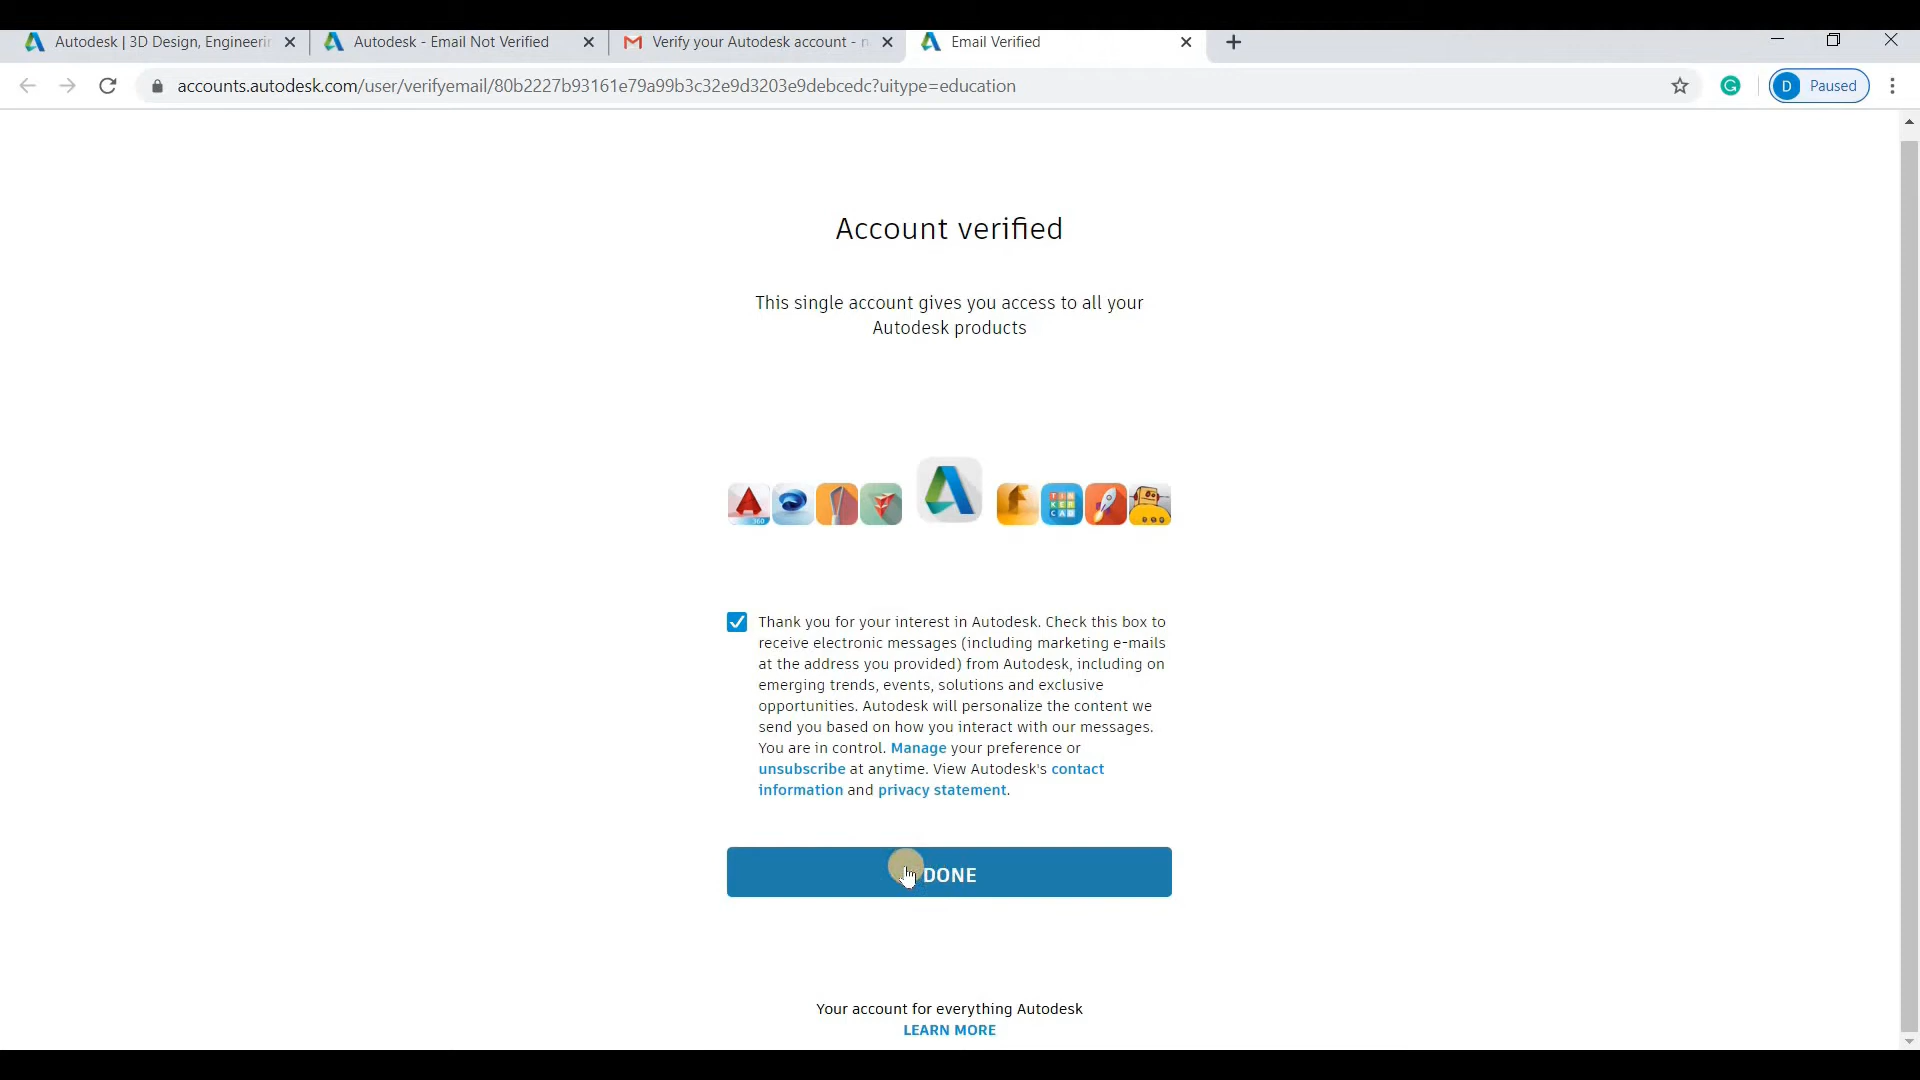 Autodesk | 3D Design, Engineerin
Autodesk - Email Not Verified
Verify your Autodesk account - n
Email Verified
accounts.autodesk.com/user/verifyemail/80b2227b93161e79a99b3c32e9d3203e9debcedc?uitype=education
D Paused
Account verified
This single account gives you access to all your
Autodesk products
360
TIN
KER
CAD
Thank you for your interest in Autodesk. Check this box to
receive electronic messages (including marketing e-mails
at the address you provided) from Autodesk, including on
emerging trends, events, solutions and exclusive
opportunities. Autodesk will personalize the content we
send you based on how you interact with our messages.
You are in control. Manage your preference or
unsubscribe at anytime. View Autodesk's contact
information and privacy statement.
DONE
Your account for everything Autodesk
LEARN MORE